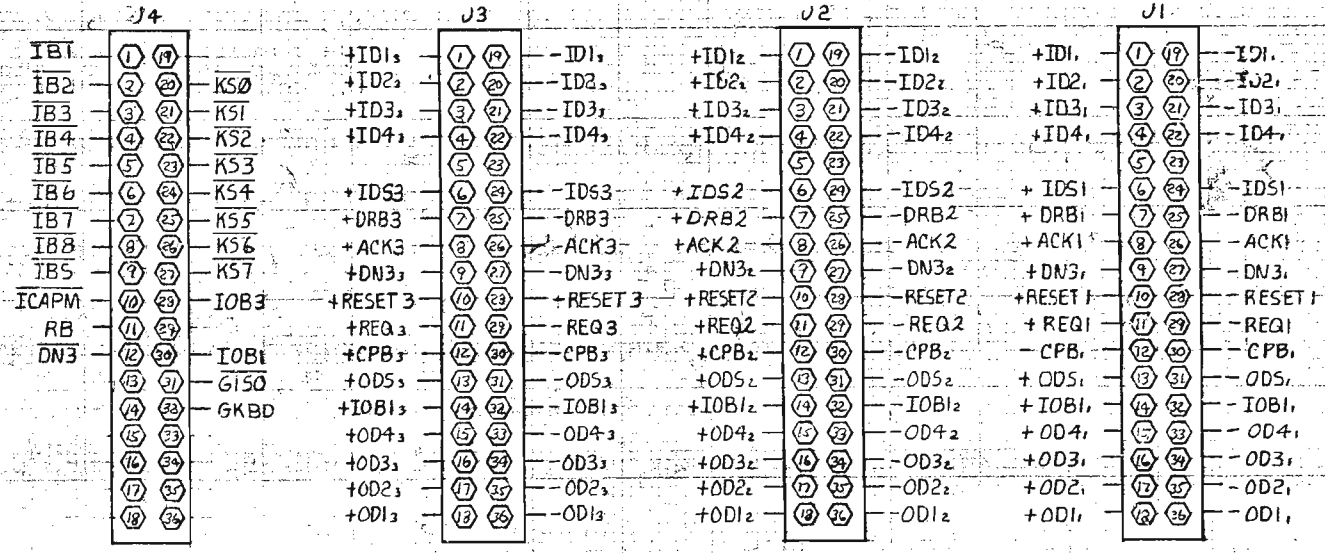 J4 J3 J2 J1
IB1 1 19 +ID1₃ 1 19 -ID1₃ +ID1₂ 1 19 -ID1₂ +ID1₁ 1 19 -ID1₁
IB2 2 20 KSØ +ID2₃ 2 20 -ID2₃ +ID2₂ 2 20 -ID2₂ +ID2₁ 2 20 -ID2₁
IB3 3 21 KS1 +ID3₃ 3 21 -ID3₃ +ID3₂ 3 21 -ID3₂ +ID3₁ 3 21 -ID3₁
IB4 4 22 KS2 +ID4₃ 4 22 -ID4₃ +ID4₂ 4 22 -ID4₂ +ID4₁ 4 22 -ID4₁
IB5 5 23 KS3 5 23 5 23 5 23
IB6 6 24 KS4 +IDS3 6 24 -IDS3 +IDS2 6 24 -IDS2 +IDS1 6 24 -IDS1
IB7 7 25 KS5 +DRB3 7 25 -DRB3 +DRB2 7 25 -DRB2 +DRB1 7 25 -DRB1
IB8 8 26 KS6 +ACK3 8 26 -ACK3 +ACK2 8 26 -ACK2 +ACK1 8 26 -ACK1
IBS 9 27 KS7 +DN3₃ 9 27 -DN3₃ +DN3₂ 9 27 -DN3₂ +DN3₁ 9 27 -DN3₁
ICAPM 10 28 IOB3 +RESET3 10 28 +RESET3 +RESET2 10 28 -RESET2 +RESET1 10 28 -RESET1
RB 11 29 +REQ3 11 29 -REQ3 +REQ2 11 29 -REQ2 +REQ1 11 29 -REQ1
DN3 12 30 IOB1 +CPB₃ 12 30 -CPB₃ +CPB₂ 12 30 -CPB₂ -CPB₁ 12 30 -CPB₁
13 31 GISO +ODS₃ 13 31 -ODS₃ +ODS₂ 13 31 -ODS₂ +ODS₁ 13 31 -ODS₁
14 32 GKBD +IOB1₃ 14 32 -IOB1₃ +IOB1₂ 14 32 -IOB1₂ +IOB1₁ 14 32 -IOB1₁
15 33 +OD4₃ 15 33 -OD4₃ +OD4₂ 15 33 -OD4₂ +OD4₁ 15 33 -OD4₁
16 34 +OD3₃ 16 34 -OD3₃ +OD3₂ 16 34 -OD3₂ +OD3₁ 16 34 -OD3₁
17 35 +OD2₃ 17 35 -OD2₃ +OD2₂ 17 35 -OD2₂ +OD2₁ 17 35 -OD2₁
18 36 +OD1₃ 18 36 -OD1₃ +OD1₂ 18 36 -OD1₂ +OD1₁ 18 36 -OD1₁